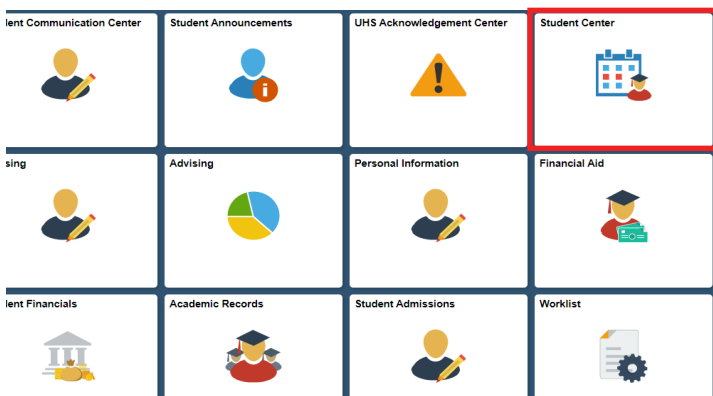 lent Communication Center
Student Announcements
UHS Acknowledgement Center
Student Center
sing
Advising
Personal Information
Financial Aid
lent Financials
Academic Records
Student Admissions
Worklist